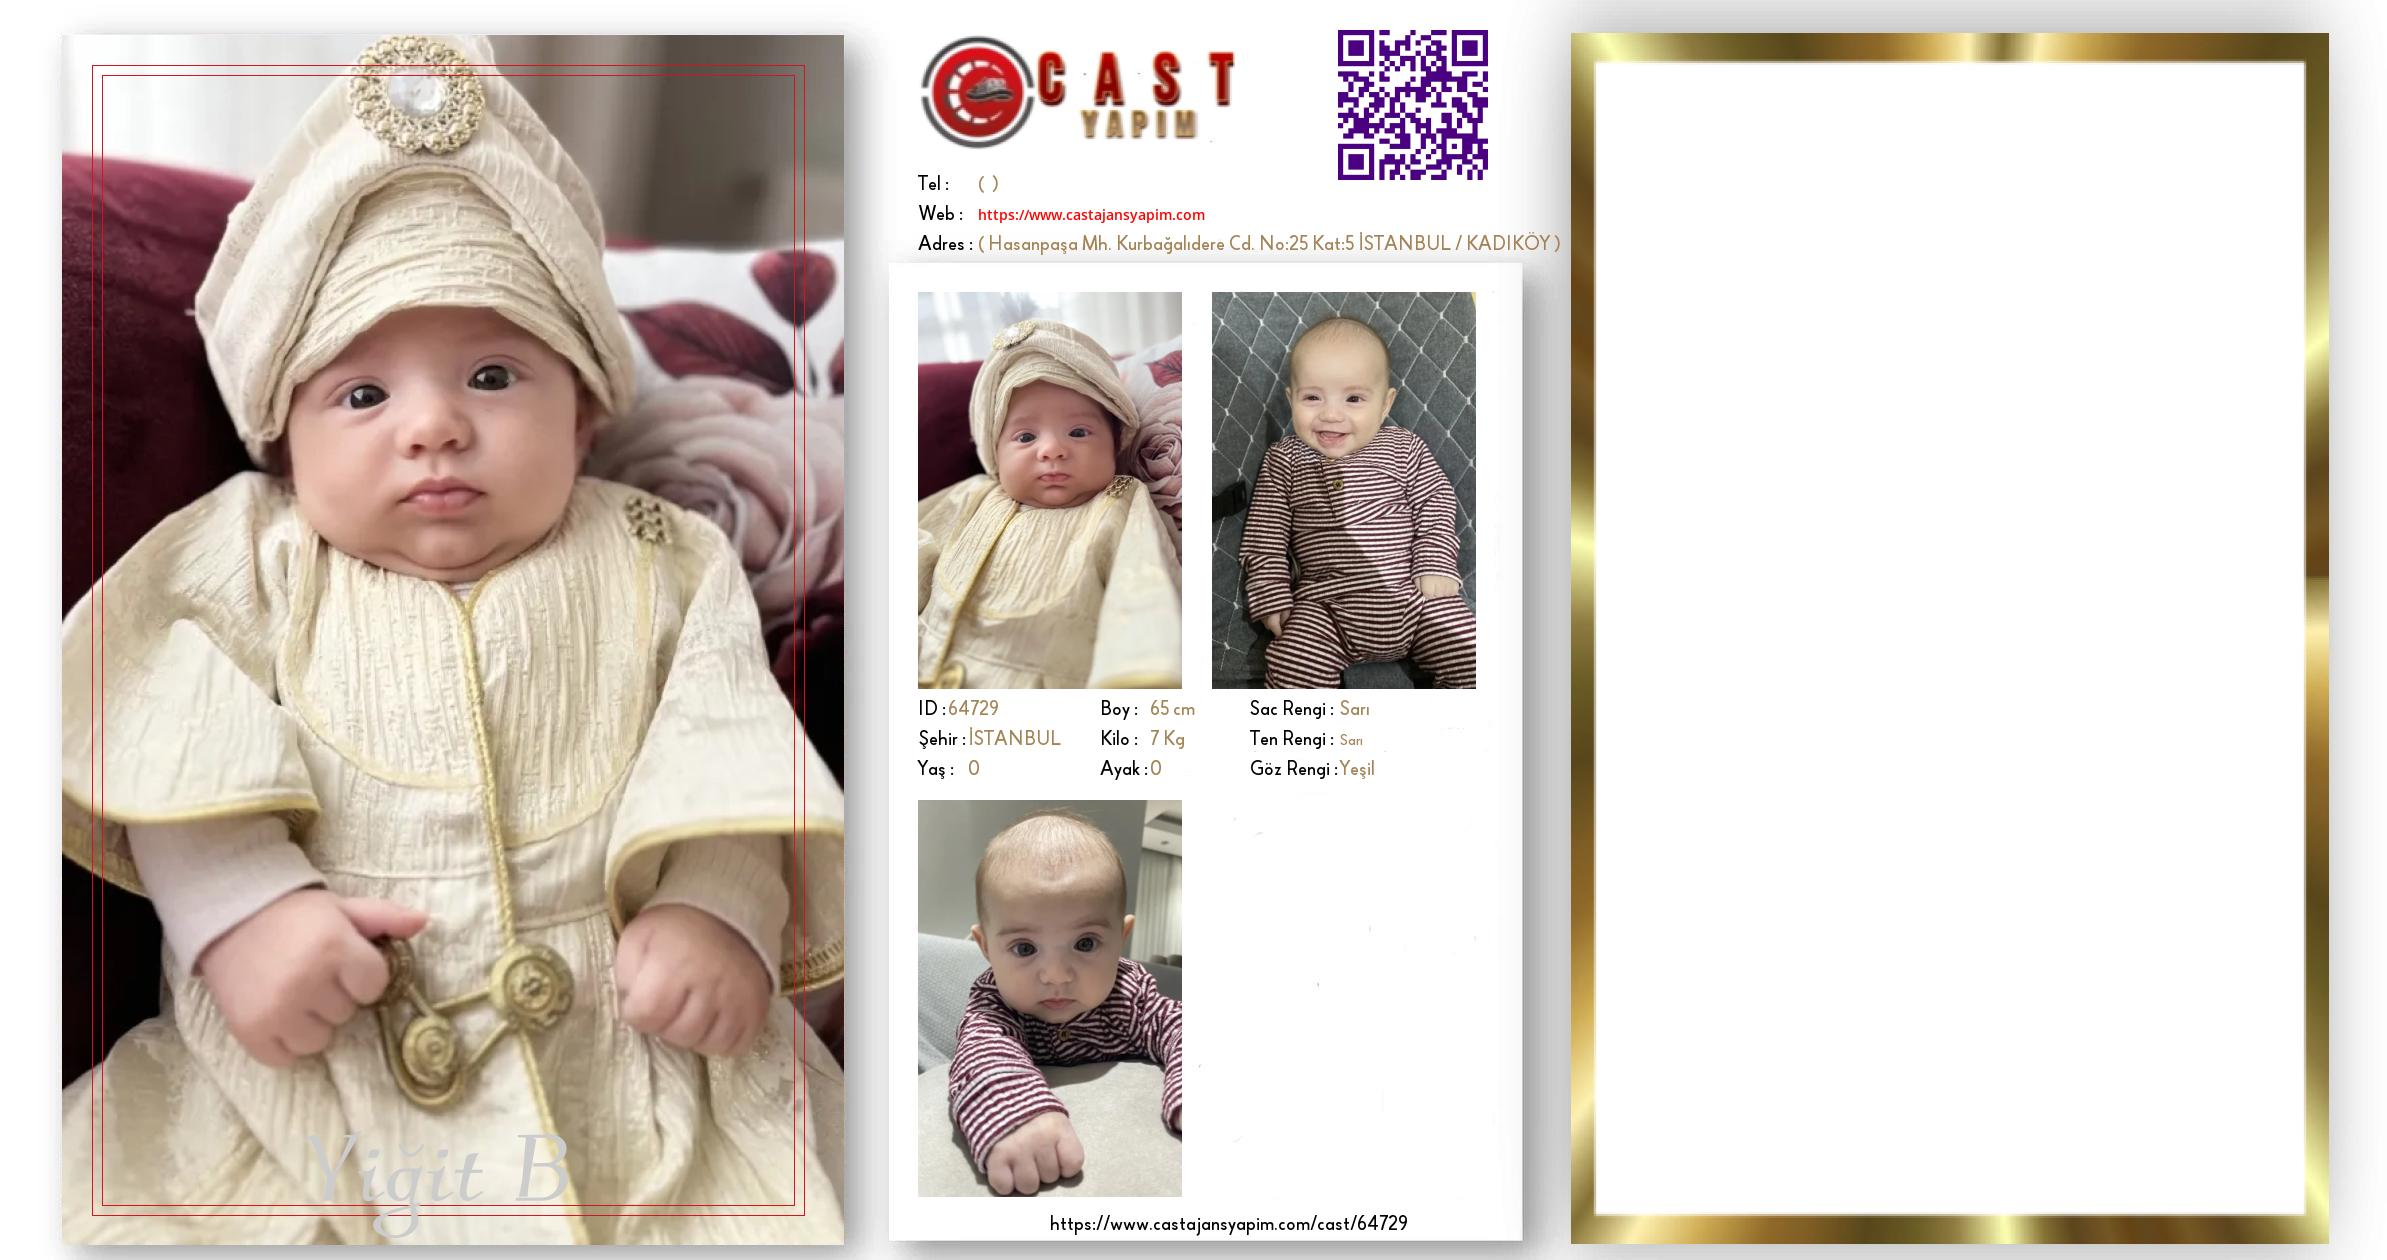 Yiğit B
CAST
YAPIM
Tel : ( )
Web : https://www.castajansyapim.com
Adres : ( Hasanpaşa Mh. Kurbağalıdere Cd. No:25 Kat:5 İSTANBUL / KADIKÖY )
ID : 64729 Boy : 65 cm Sac Rengi : Sarı
Şehir : İSTANBUL Kilo : 7 Kg Ten Rengi : Sarı
Yaş : 0 Ayak : 0 Göz Rengi : Yeşil
https://www.castajansyapim.com/cast/64729